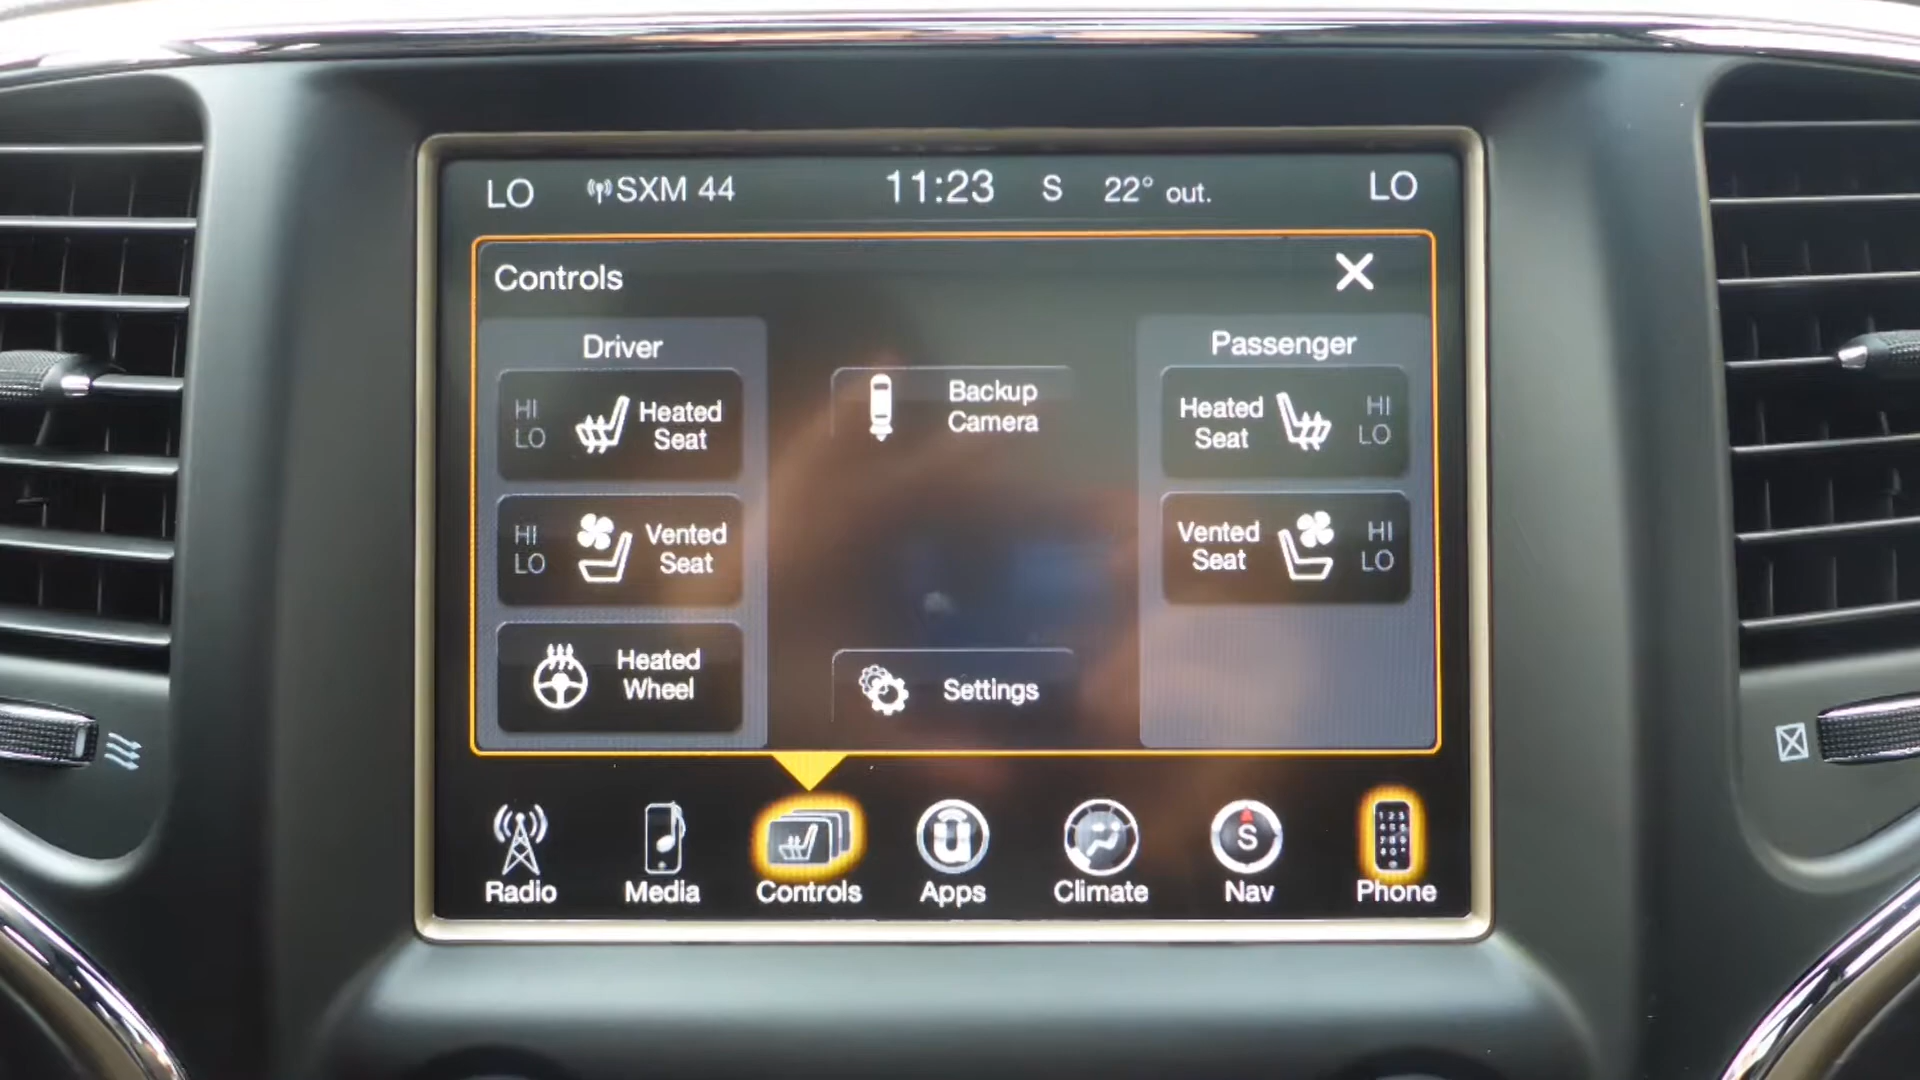 LO SXM 44 11:23 S 22° out. LO
Controls
Driver
HI
LO
Heated
Seat
HI
LO
Vented
Seat
Heated
Wheel
Backup
Camera
Settings
Passenger
Heated
Seat
HI
LO
Vented
Seat
HI
LO
S
Radio Media Controls Apps Climate Nav Phone